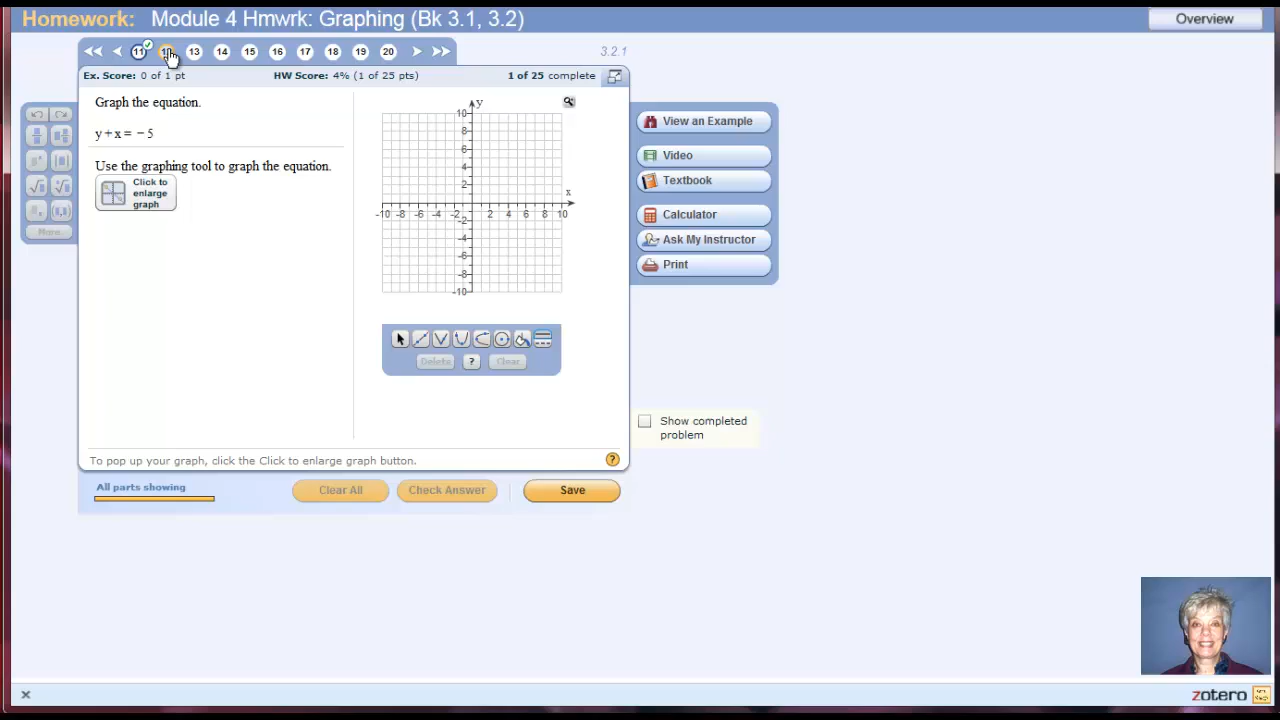 Homework: Module 4 Hmwrk: Graphing (Bk 3.1, 3.2)
Overview
11 13 14 15 16 17 18 19 20
3.2.1
Ex. Score: 0 of 1 pt
HW Score: 4% (1 of 25 pts)
1 of 25 complete
Graph the equation.
y + x = − 5
Use the graphing tool to graph the equation.
Click to
enlarge
graph
More
y
10
8
6
4
2
x
-10 -8 -6 -4 -2 2 4 6 8 10
-2
-4
-6
-8
-10
Delete ? Clear
View an Example
Video
Textbook
Calculator
Ask My Instructor
Print
Show completed
problem
To pop up your graph, click the Click to enlarge graph button.
?
All parts showing
Clear All
Check Answer
Save
zotero